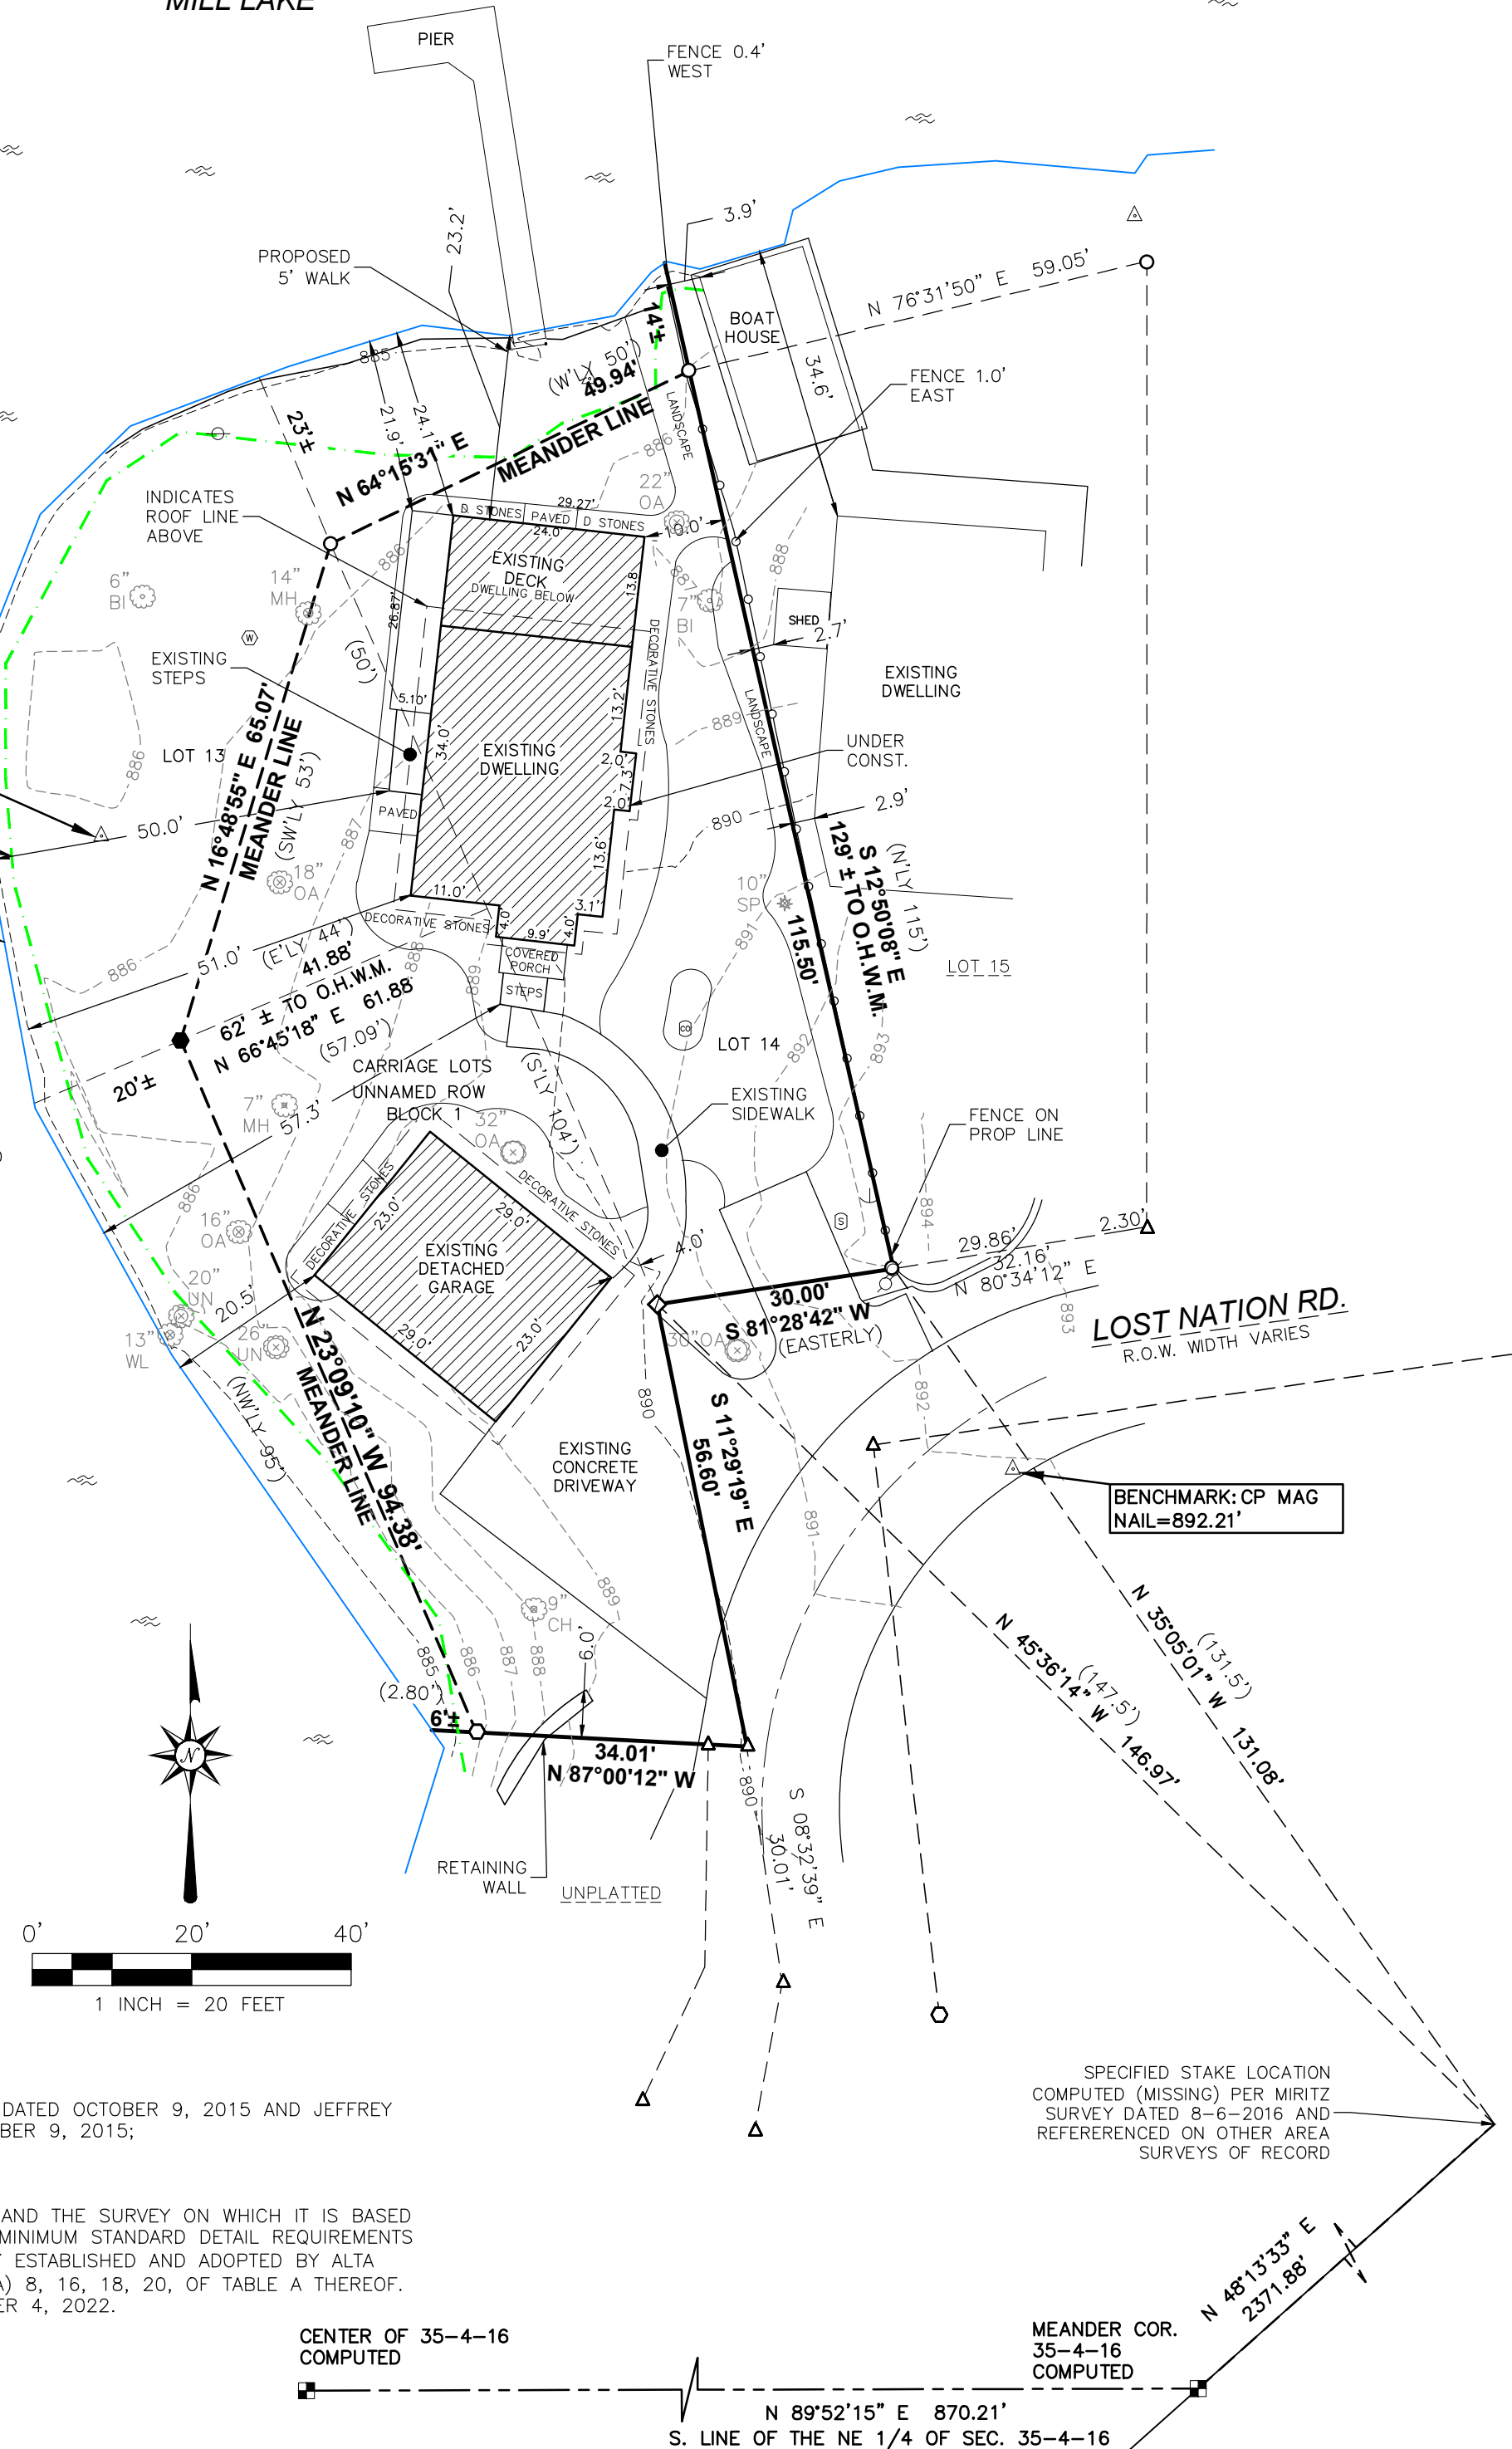 MILL LAKE
PIER
FENCE 0.4'
WEST
3.9'
23.2'
PROPOSED
5' WALK
14'±
BOAT
HOUSE
N 76°31'50" E 59.05'
34.6'
FENCE 1.0'
EAST
885
(W'LY 50')
49.94'
N 64°15'31" E
MEANDER LINE
LANDSCAPE
886
21.9'
24.1'
23'±
INDICATES
ROOF LINE
ABOVE
22"
OA
29.27'
D. STONES
PAVED
D STONES
24.0'
10.0'
888
886
887
EXISTING
DECK
DWELLING BELOW
13.8'
6"
BI
14"
MH
7"
BI
26.87'
SHED
2.7'
W
(50')
DECORATIVE STONES
EXISTING
STEPS
EXISTING
DWELLING
5.10'
13.2'
889
LANDSCAPE
34.0'
EXISTING
DWELLING
UNDER
CONST.
LOT 13
886
N 16°48'55" E 65.07'
MEANDER LINE
(SW'LY 53')
2.0'
7.3'
2.0'
2.9'
50.0'
PAVED
887
890
13.6'
S 12°50'08" E
129' ± TO O.H.W.M.
(N'LY 115')
115.50'
18"
OA
11.0'
3.1'
10"
SP
DECORATIVE STONES
4.0'
9.9'
4.0'
891
886
51.0'
(E'LY 44')
41.88'
62' ± TO O.H.W.M.
N 66°45'18" E 61.88
(57.09')
888
889
COVERED
PORCH
STEPS
LOT 15
CO
892
893
LOT 14
20'±
(S'LY 104')
CARRIAGE LOTS
UNNAMED ROW
BLOCK 1
7"
MH
57.3'
32"
OA
EXISTING
SIDEWALK
FENCE ON
PROP LINE
DECORATIVE STONES
DECORATIVE STONES
886
16"
OA
23.0'
29.0'
S
894
EXISTING
DETACHED
GARAGE
4.0'
29.86'
2.30'
32.16'
N 80°34'12" E
20"
UN
20.5'
30.00'
S 81°28'42" W
(EASTERLY)
30"OA
893
LOST NATION RD.
R.O.W. WIDTH VARIES
13"
WL
26"
UN
29.0'
23.0'
N 23°09'10" W 94.38'
MEANDER LINE
(NW'LY 95')
890
892
S 11°29'19" E
56.60'
EXISTING
CONCRETE
DRIVEWAY
BENCHMARK: CP MAG
NAIL=892.21'
891
889
9"
CH
6.0'
N 35°05'01" W 131.08'
(131.5')
N 45°36'14" W 146.97'
(147.5')
885
886
887
888
(2.80')
6'±
34.01'
N 87°00'12" W
890
S 08°32'39" E
30.01'
N
RETAINING
WALL
UNPLATTED
0' 20' 40'
1 INCH = 20 FEET
SPECIFIED STAKE LOCATION
COMPUTED (MISSING) PER MIRITZ
SURVEY DATED 8-6-2016 AND
REFERERENCED ON OTHER AREA
SURVEYS OF RECORD
DATED OCTOBER 9, 2015 AND JEFFREY
BER 9, 2015;
AND THE SURVEY ON WHICH IT IS BASED
MINIMUM STANDARD DETAIL REQUIREMENTS
ESTABLISHED AND ADOPTED BY ALTA
A) 8, 16, 18, 20, OF TABLE A THEREOF.
ER 4, 2022.
N 48°13'33" E
2371.88'
CENTER OF 35-4-16
COMPUTED
MEANDER COR.
35-4-16
COMPUTED
N 89°52'15" E 870.21'
S. LINE OF THE NE 1/4 OF SEC. 35-4-16